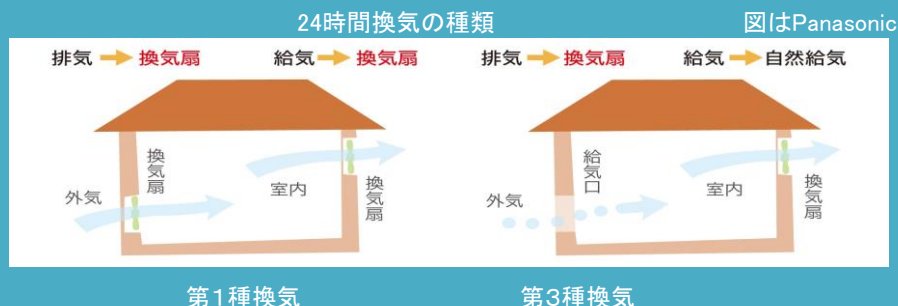 24時間換気の種類
図はPanasonic
排気 → 換気扇
給気 → 換気扇
排気 → 換気扇
給気 → 自然給気
換気扇
外気
室内
換気扇
給気口
外気
室内
換気扇
第1種換気
第3種換気